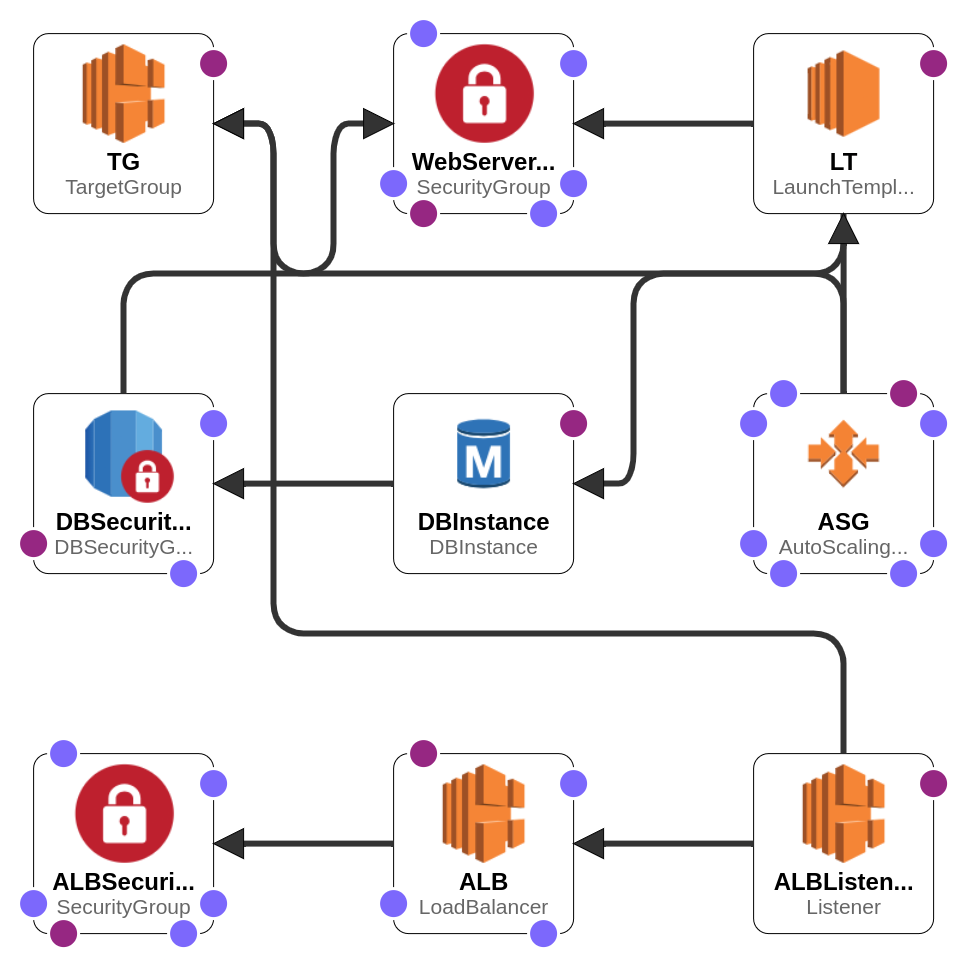 TG
TargetGroup
WebServer...
SecurityGroup
LT
LaunchTempl...
DBSecurit...
DBSecurityG...
M
DBInstance
DBInstance
ASG
AutoScaling...
ALBSecuri...
SecurityGroup
ALB
LoadBalancer
ALBListen...
Listener